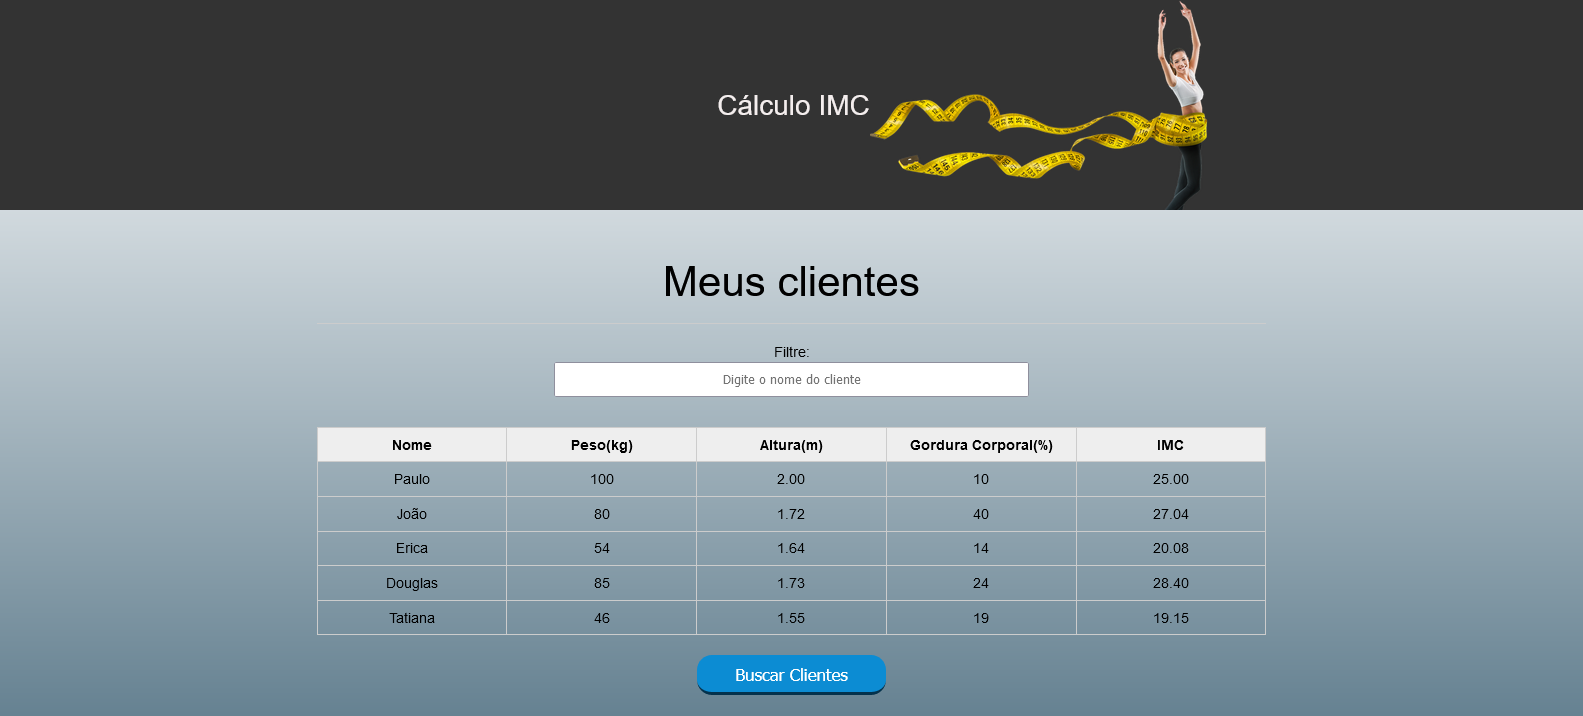 Cálculo IMC
Meus clientes
Filtre:
Digite o nome do cliente
Nome Peso(kg) Altura(m) Gordura Corporal(%) IMC
Paulo 100 2.00 10 25.00
João 80 1.72 40 27.04
Erica 54 1.64 14 20.08
Douglas 85 1.73 24 28.40
Tatiana 46 1.55 19 19.15
Buscar Clientes